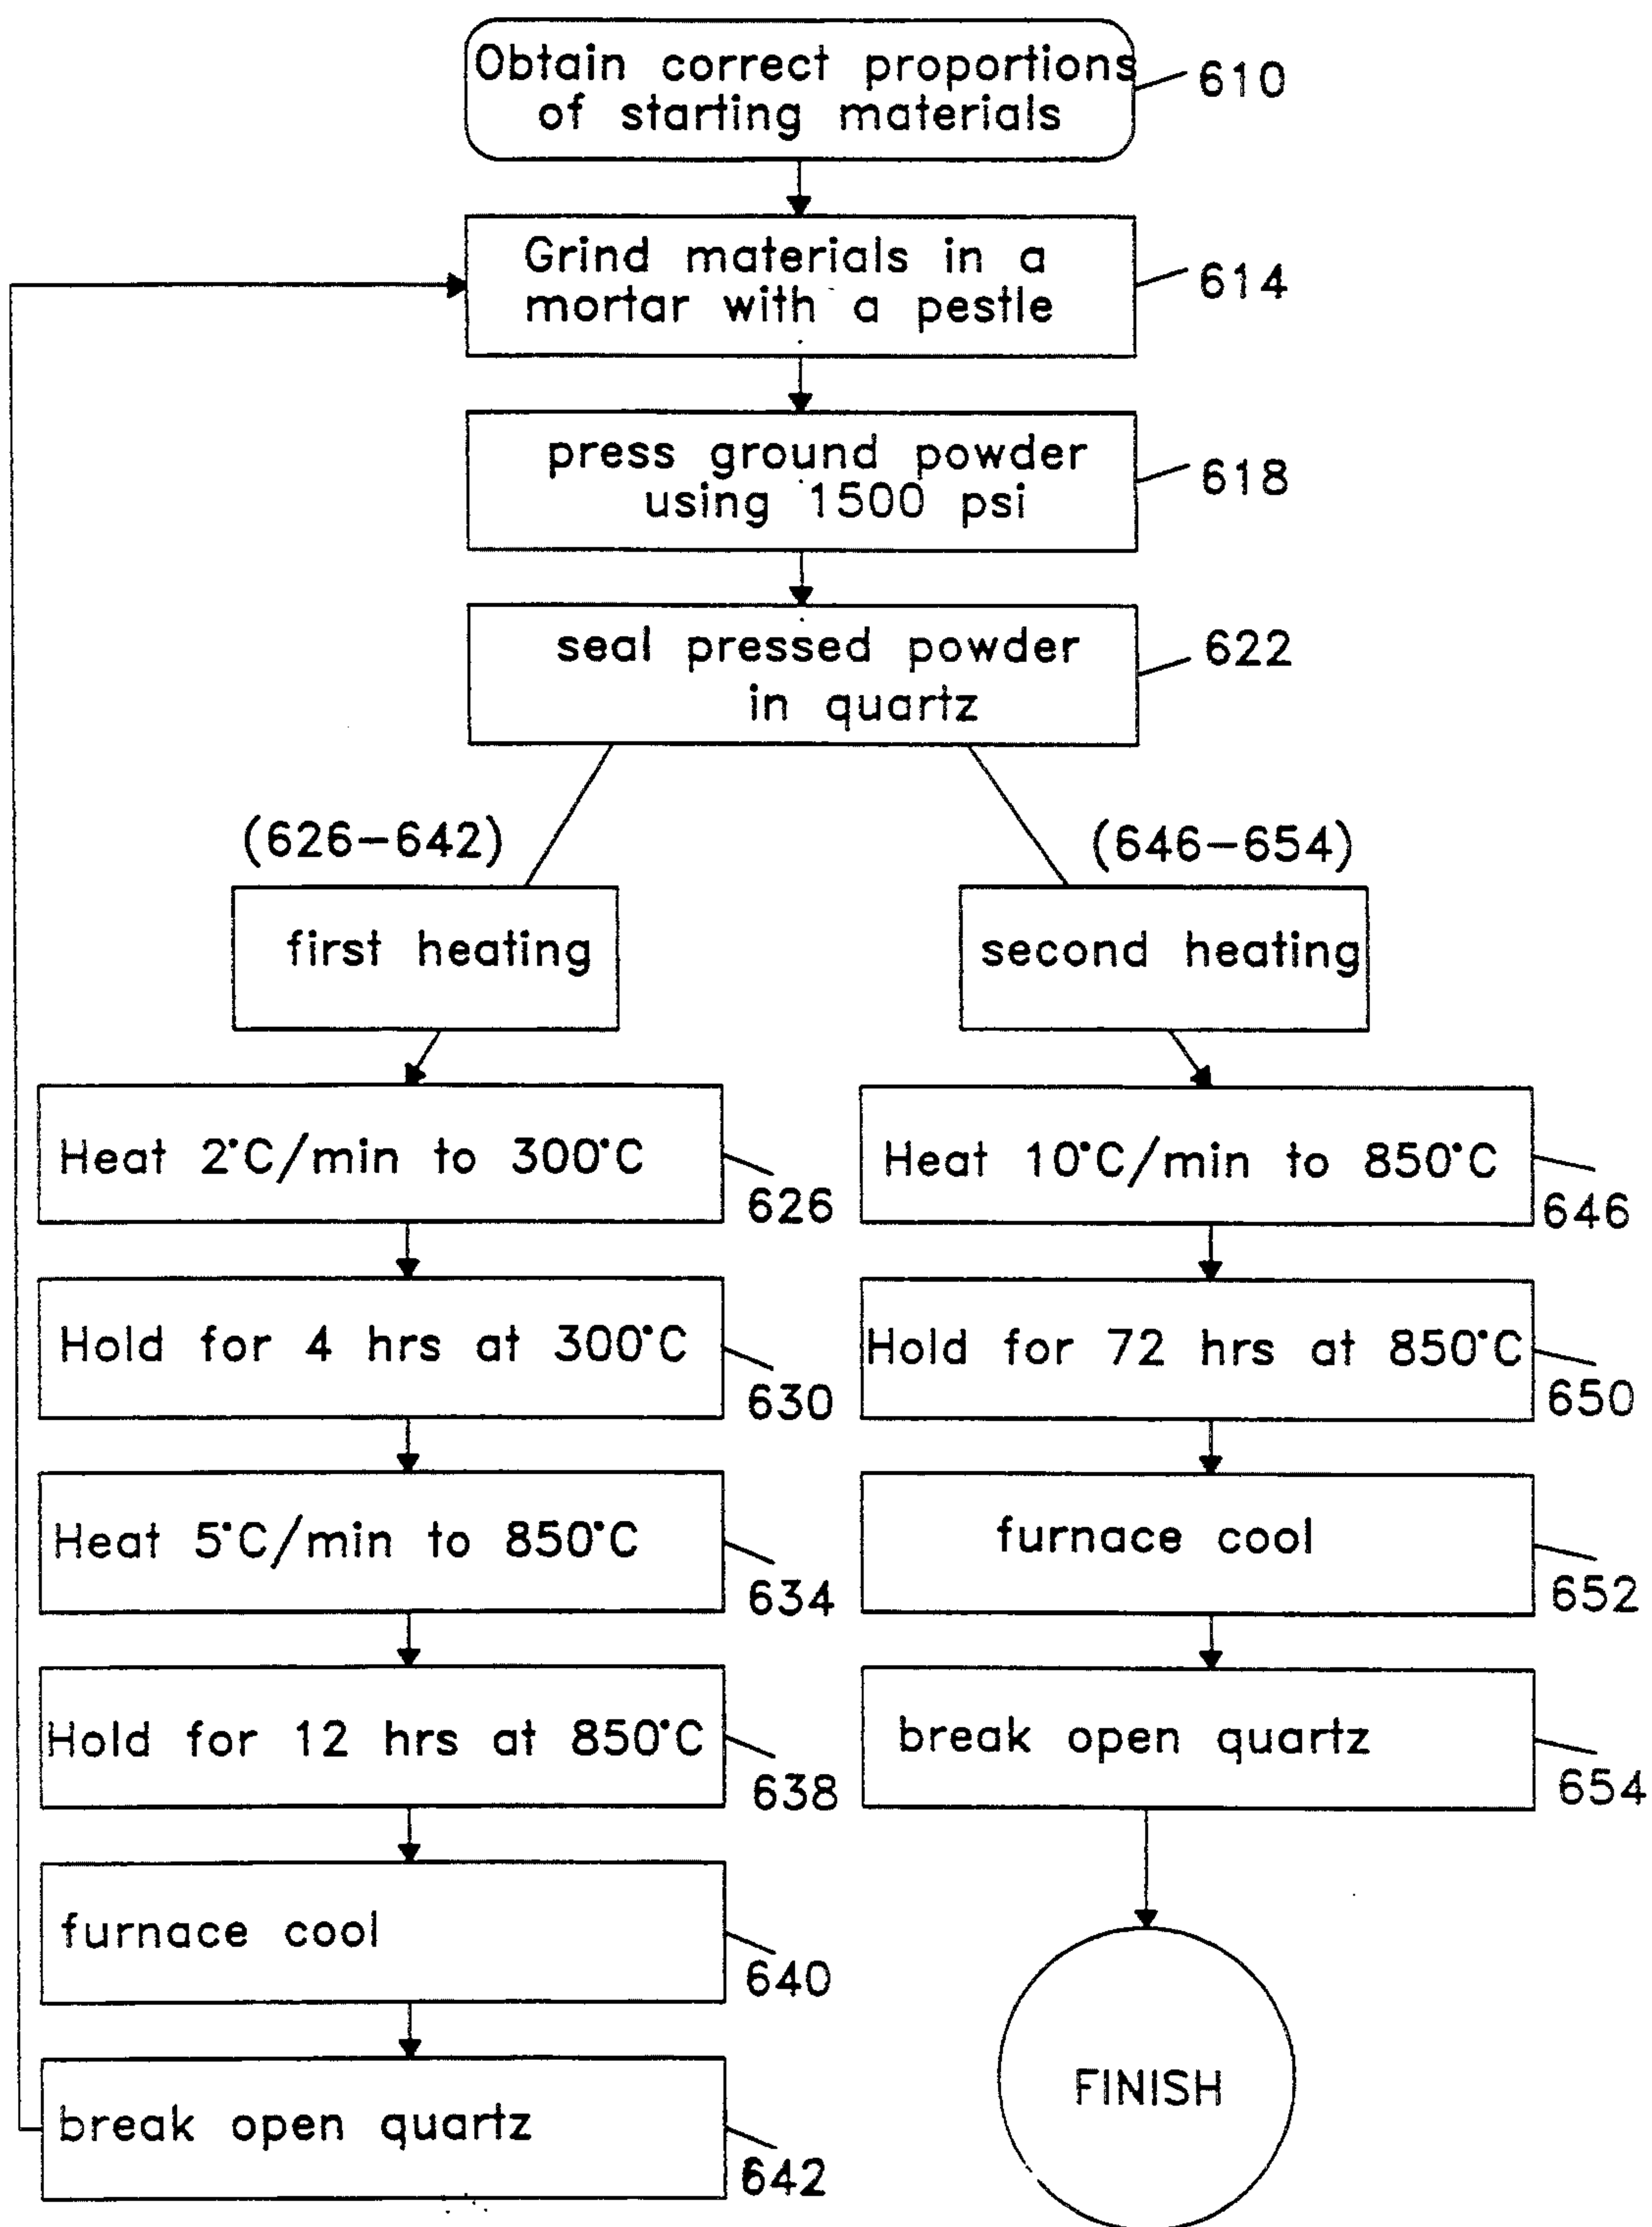 Obtain correct proportions
of starting materials
610
Grind materials in a
mortar with a pestle
614
press ground powder
using 1500 psi
618
seal pressed powder
in quartz
622
(626-642)
first heating
Heat 2°C/min to 300°C
626
Hold for 4 hrs at 300°C
630
Heat 5°C/min to 850°C
634
Hold for 12 hrs at 850°C
638
furnace cool
640
break open quartz
642
(646-654)
second heating
Heat 10°C/min to 850°C
646
Hold for 72 hrs at 850°C
650
furnace cool
652
break open quartz
654
FINISH